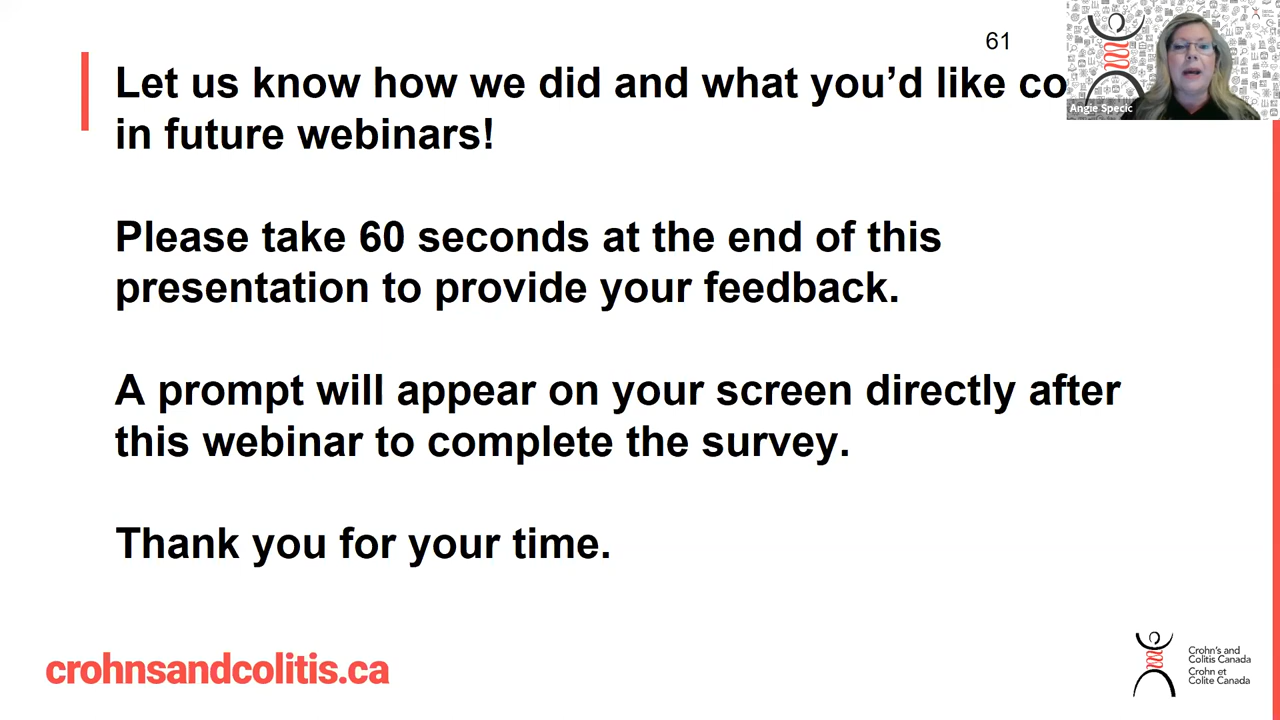 61
Let us know how we did and what you’d like co
in future webinars!
Please take 60 seconds at the end of this
presentation to provide your feedback.
A prompt will appear on your screen directly after
this webinar to complete the survey.
Thank you for your time.
Angie Specic
crohnsandcolitis.ca
Crohn's and
Colitis Canada
Crohn et
Colite Canada